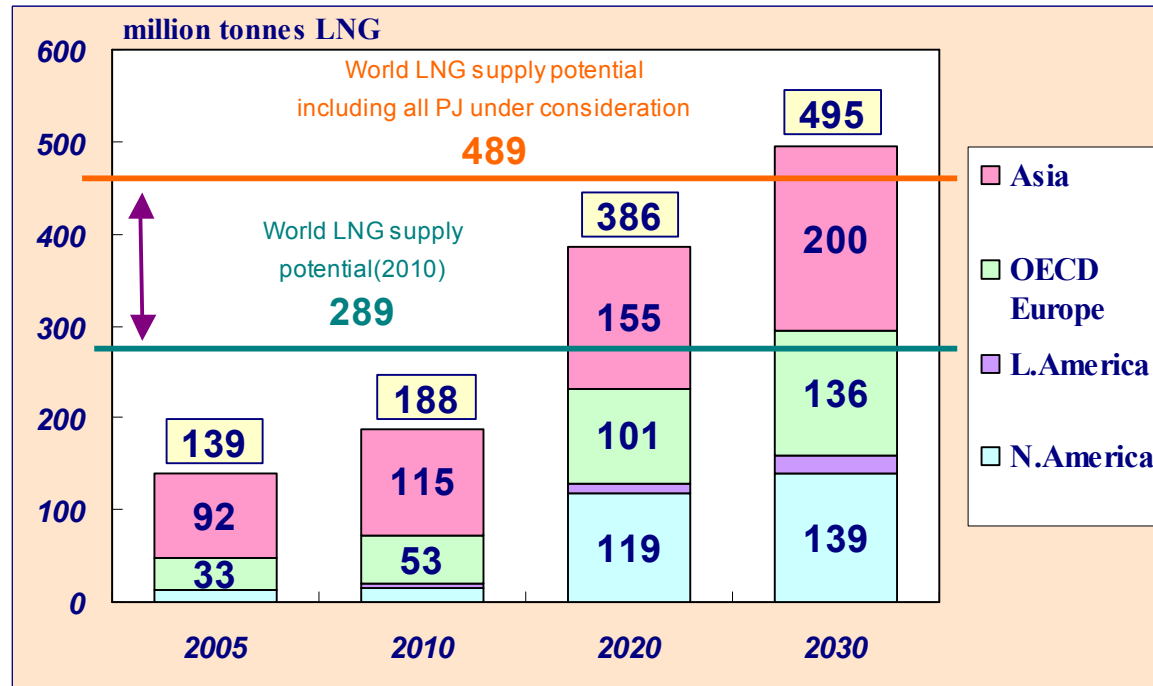 million tonnes LNG
600
500
400
300
200
100
0
World LNG supply potential
including all PJ under consideration
489
World LNG supply
potential(2010)
289
139
92
33
188
115
53
386
155
101
119
495
200
136
139
2005
2010
2020
2030
Asia
OECD
Europe
L.America
N.America